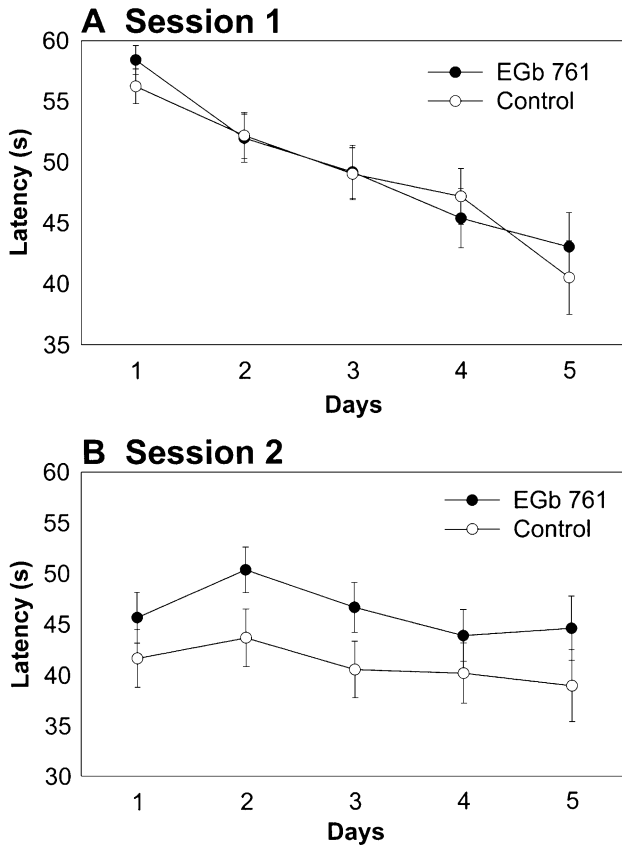 A Session 1
60
55
50
45
40
35
Latency (s)
EGb 761
Control
1 2 3 4 5
Days
B Session 2
60
55
50
45
40
35
30
Latency (s)
EGb 761
Control
1 2 3 4 5
Days